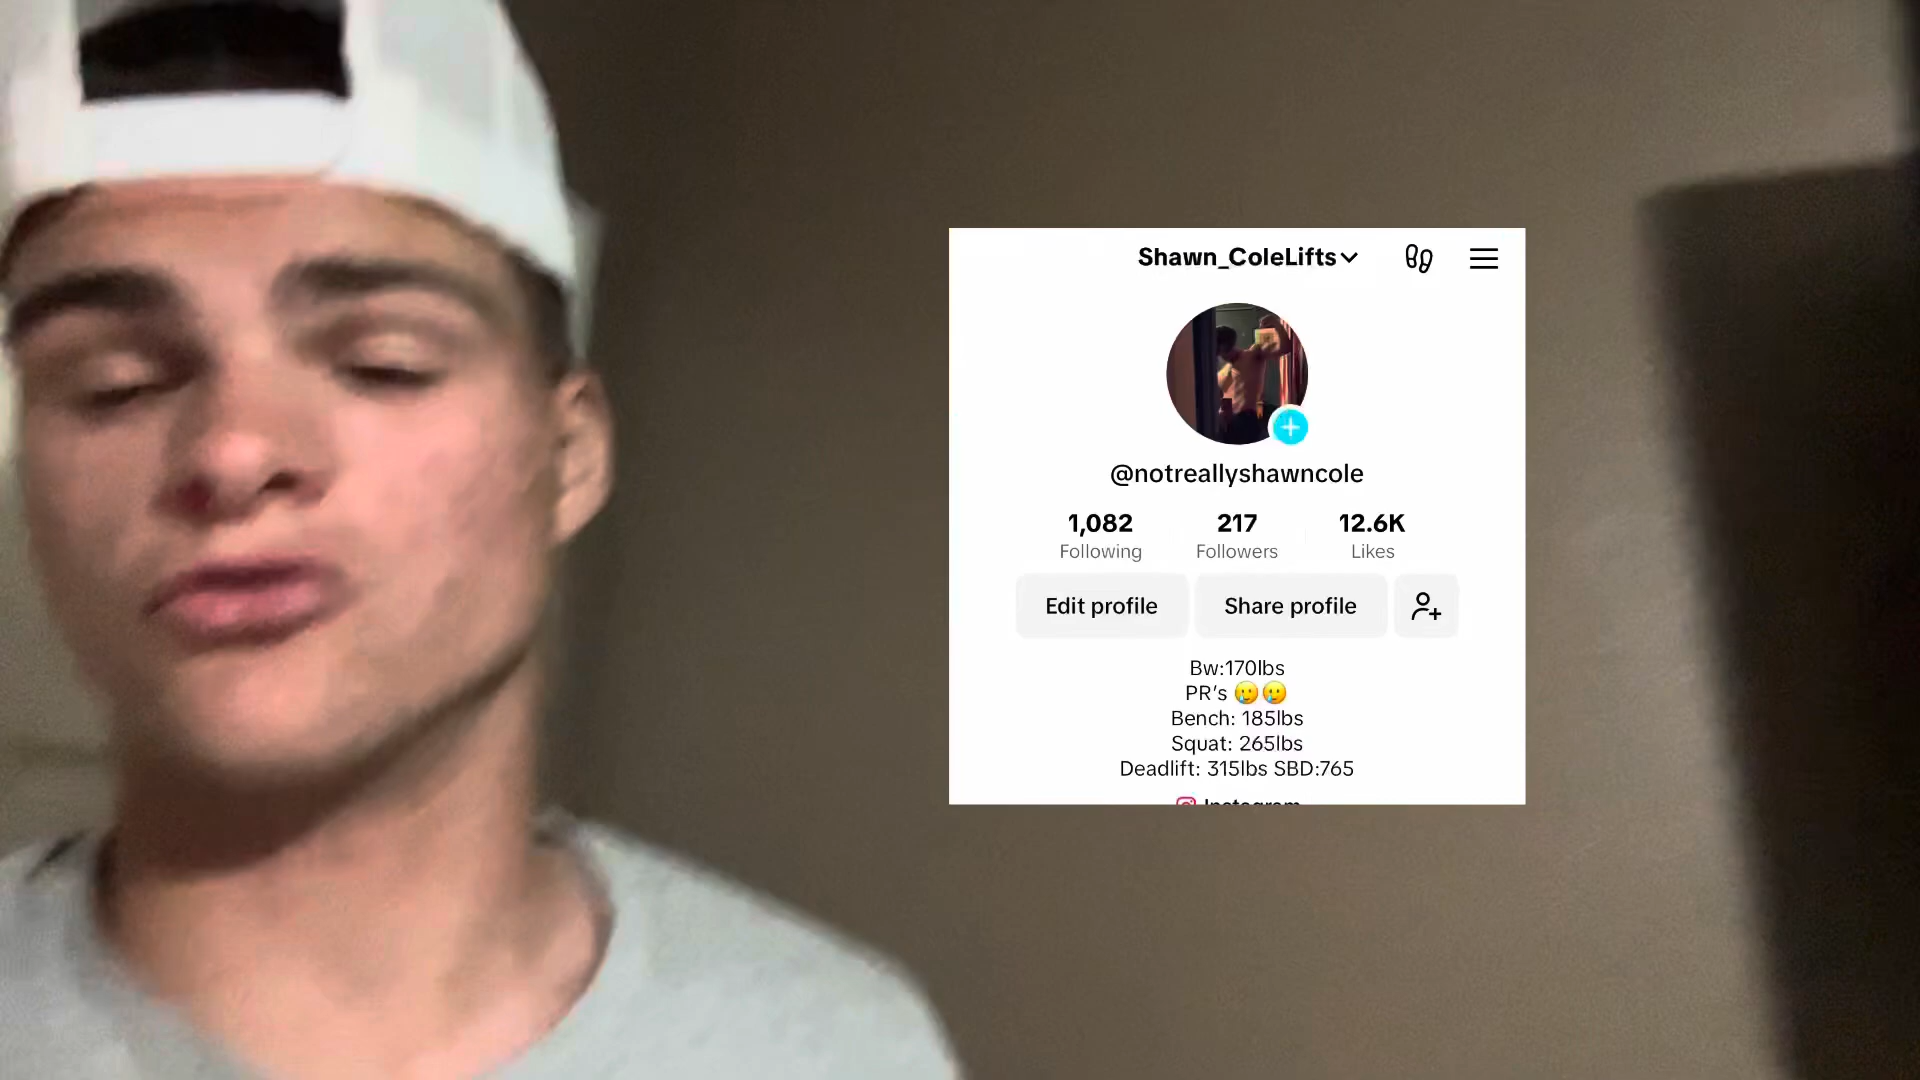 Shawn_ColeLifts
@notreallyshawncole
1,082 217 12.6K
Following Followers Likes
Edit profile Share profile
Bw:170lbs
PR's 🥲🥲
Bench: 185lbs
Squat: 265lbs
Deadlift: 315lbs SBD:765
Instagram